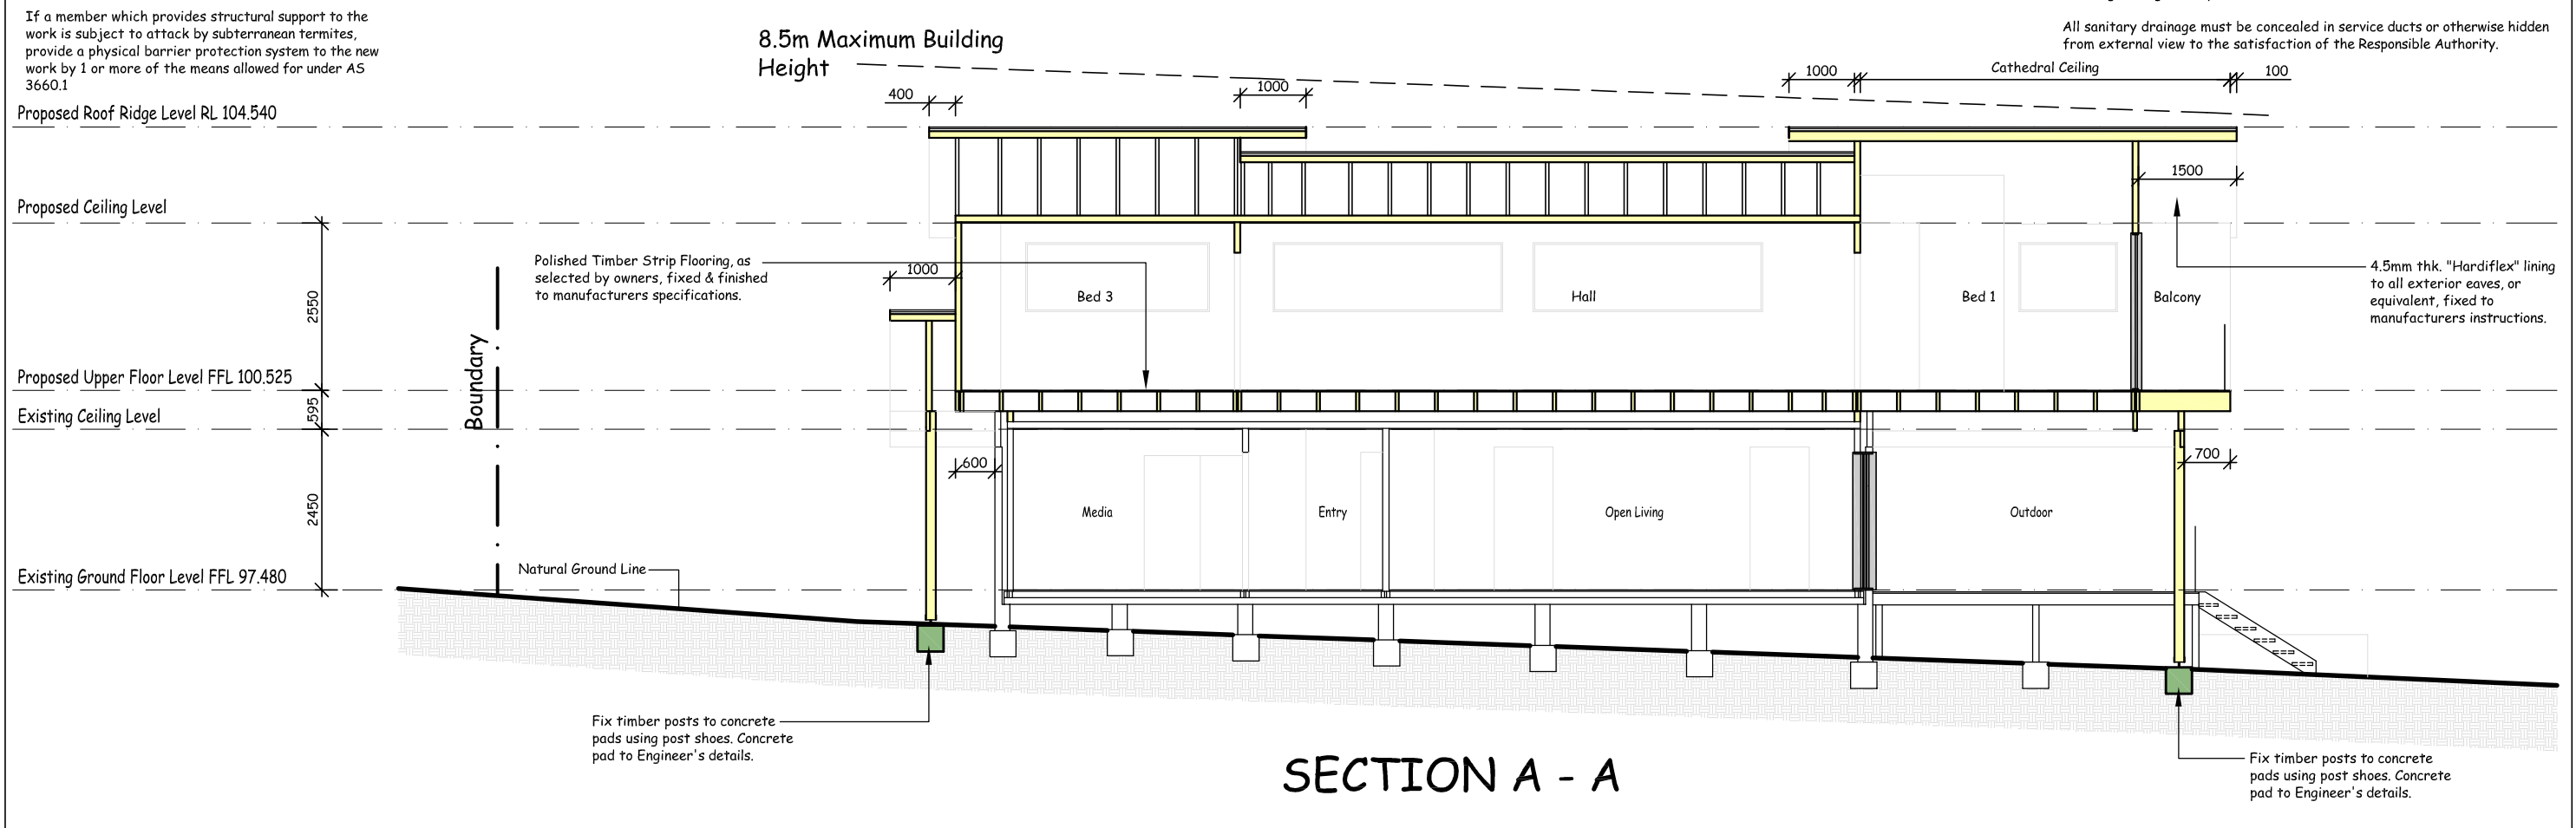 If a member which provides structural support to the
work is subject to attack by subterranean termites,
provide a physical barrier protection system to the new
work by 1 or more of the means allowed for under AS
3660.1
All sanitary drainage must be concealed in service ducts or otherwise hidden
from external view to the satisfaction of the Responsible Authority.
8.5m Maximum Building
Height
1000
Cathedral Ceiling
100
400
1000
Proposed Roof Ridge Level RL 104.540
1500
Proposed Ceiling Level
Polished Timber Strip Flooring, as
selected by owners, fixed & finished
to manufacturers specifications.
1000
4.5mm thk. "Hardiflex" lining
to all exterior eaves, or
equivalent, fixed to
manufacturers instructions.
2550
Bed 3
Hall
Bed 1
Balcony
Boundary
Proposed Upper Floor Level FFL 100.525
595
Existing Ceiling Level
600
700
2450
Media
Entry
Open Living
Outdoor
Natural Ground Line
Existing Ground Floor Level FFL 97.480
Fix timber posts to concrete
pads using post shoes. Concrete
pad to Engineer's details.
SECTION A - A
Fix timber posts to concrete
pads using post shoes. Concrete
pad to Engineer's details.